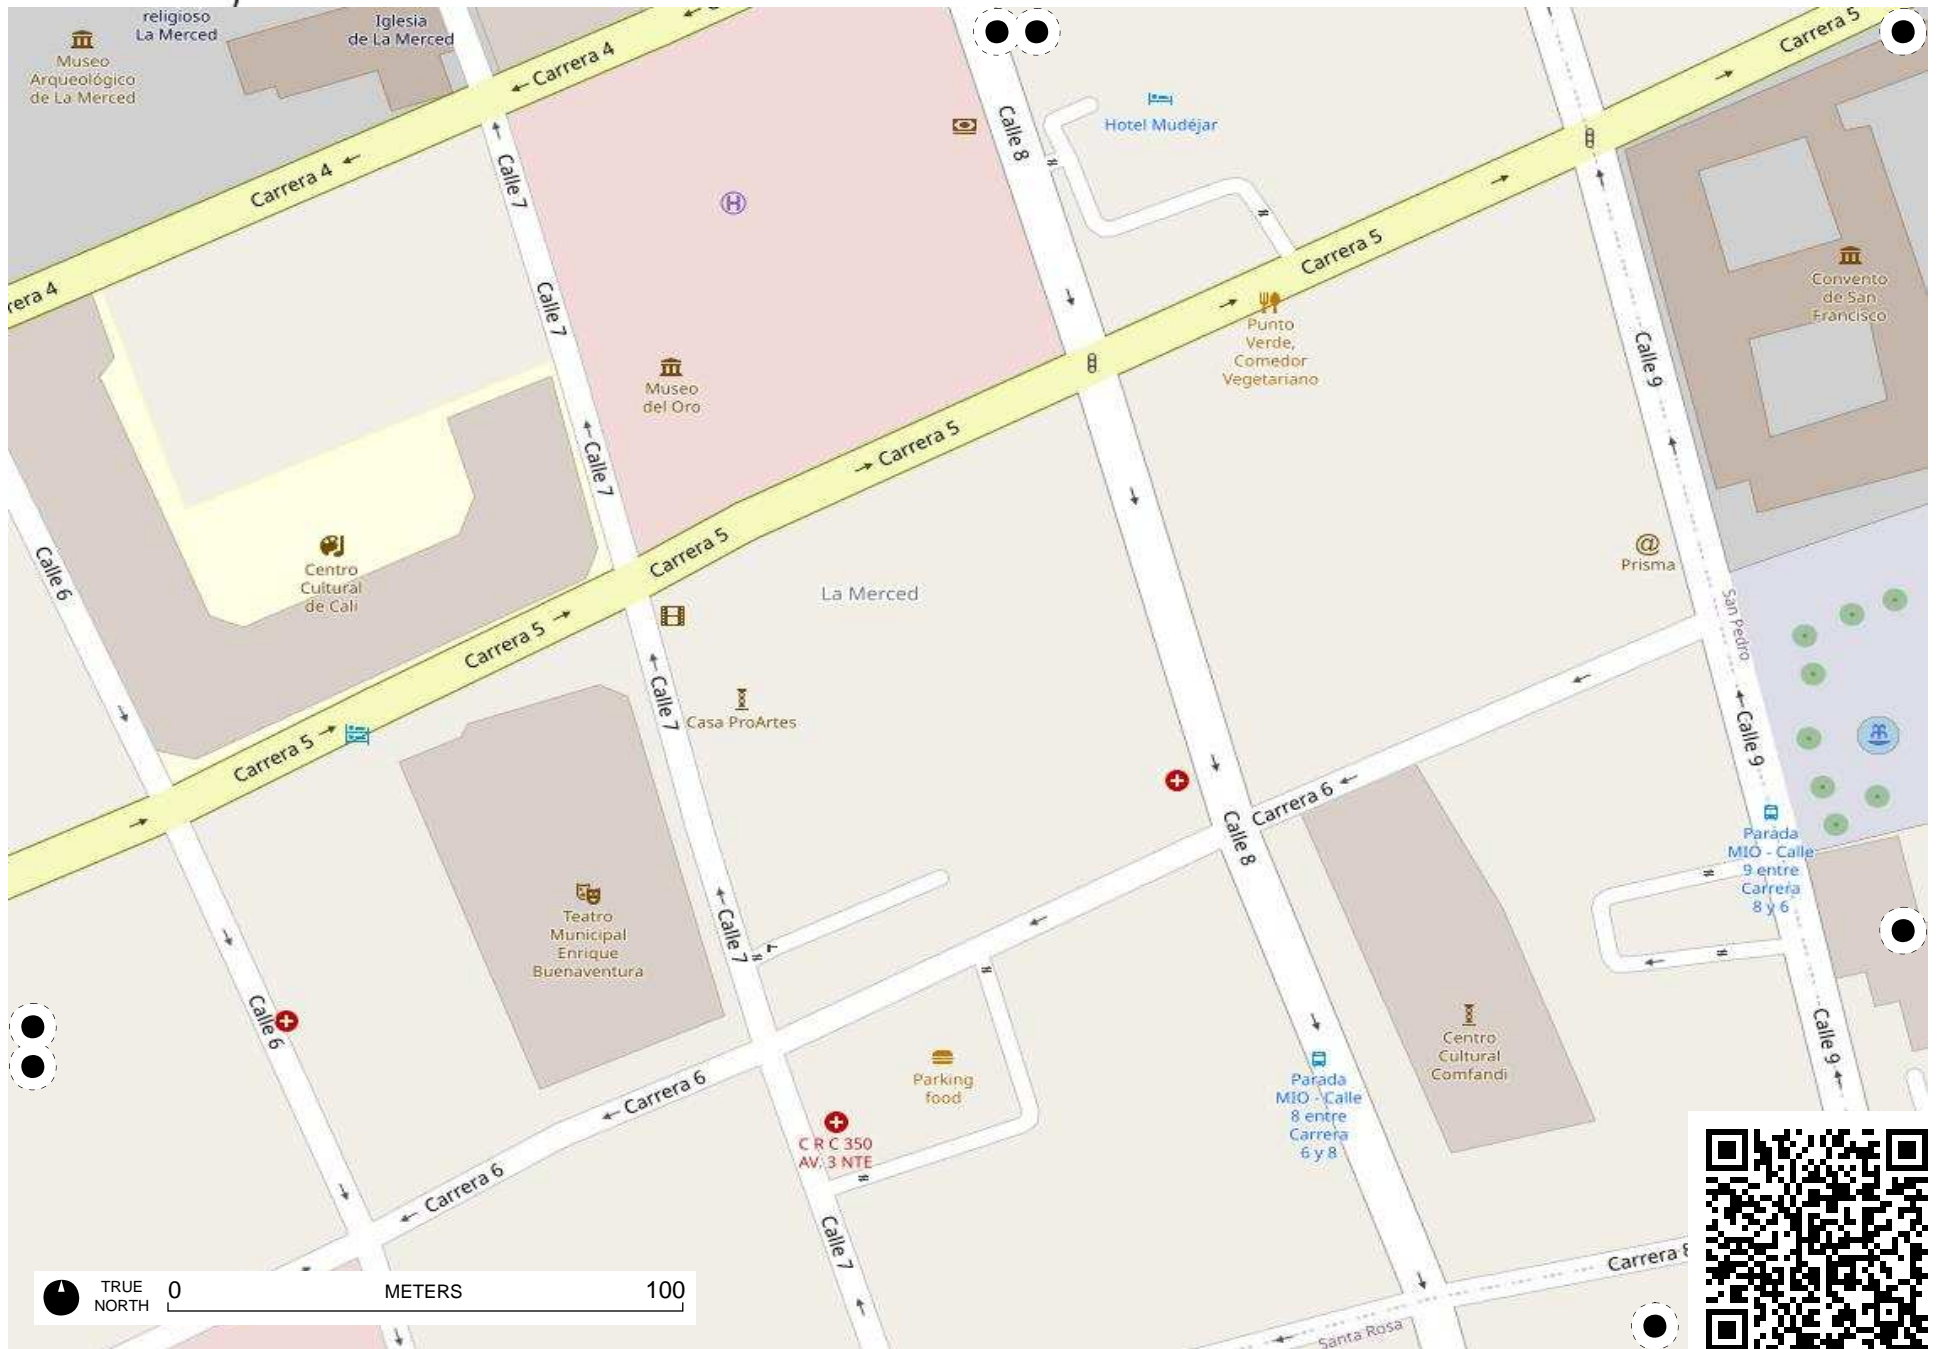 religioso
La Merced
Iglesia
de La Merced
Museo
Arqueológico
de La Merced
Carrera 4
Carrera 4
rera 4
Calle 7
Calle 7
Calle 7
Calle 8
Hotel Mudéjar
Carrera 5
Carrera 5
Punto
Verde,
Comedor
Vegetariano
Convento
de San
Francisco
Calle 9
Museo
del Oro
Carrera 5
Carrera 5
Calle 6
Centro
Cultural
de Cali
La Merced
@
Prisma
San Pedro
Carrera 5
Carrera 5
Calle 7
Casa ProArtes
Calle 9
Carrera 6
Calle 8
Parada
MIO - Calle
9 entre
Carrera
8 y 6
Teatro
Municipal
Enrique
Buenaventura
Calle 7
Calle 6
Calle 9
Centro
Cultural
Comfandi
Parking
food
Carrera 6
Parada
MIO - Calle
8 entre
Carrera
6 y 8
C R C 350
AV. 3 NTE
Carrera 6
Calle 7
Carrera 8
Santa Rosa
TRUE
NORTH
0 METERS 100